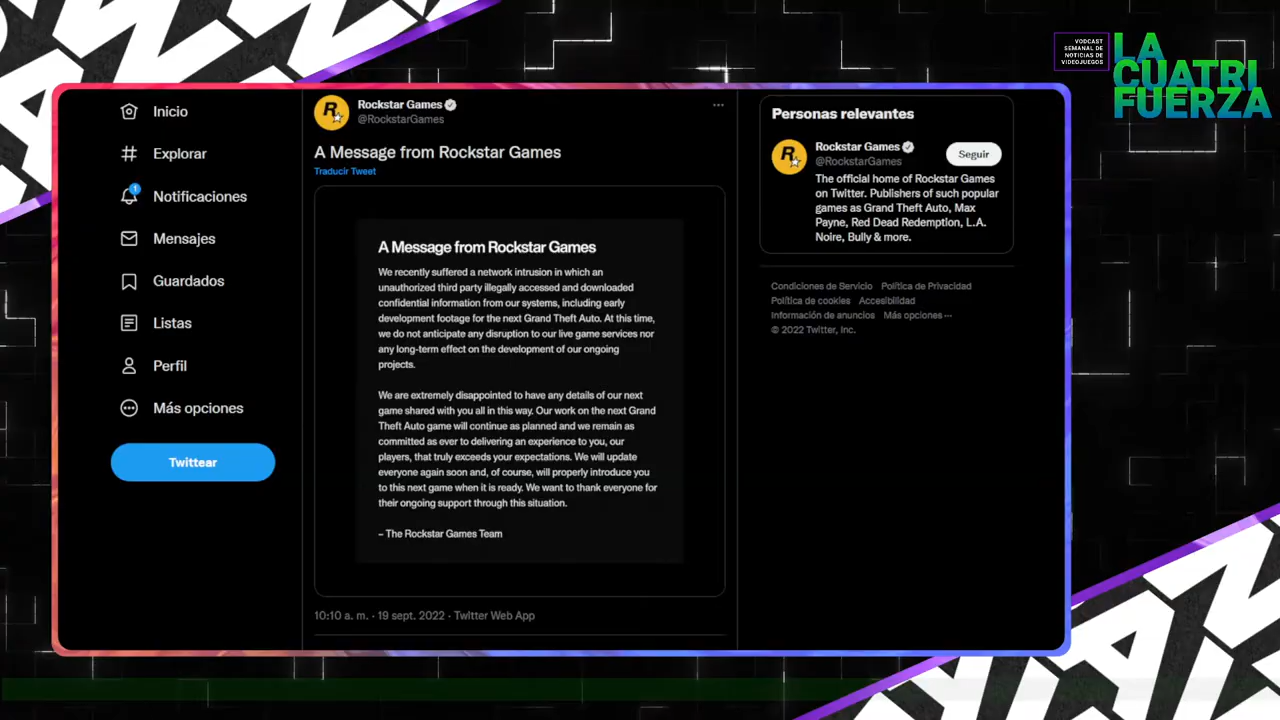 VODCAST
SEMANAL DE
NOTICIAS DE
VIDEOJUEGOS
LA
CUATRI
FUERZA
Inicio
Explorar
1
Notificaciones
Mensajes
Guardados
Listas
Perfil
Más opciones
Twittear
Rockstar Games
@RockstarGames
A Message from Rockstar Games
Traducir Tweet
A Message from Rockstar Games
We recently suffered a network intrusion in which an
unauthorized third party illegally accessed and downloaded
confidential information from our systems, including early
development footage for the next Grand Theft Auto. At this time,
we do not anticipate any disruption to our live game services nor
any long-term effect on the development of our ongoing
projects.
We are extremely disappointed to have any details of our next
game shared with you all in this way. Our work on the next Grand
Theft Auto game will continue as planned and we remain as
committed as ever to delivering an experience to you, our
players, that truly exceeds your expectations. We will update
everyone again soon and, of course, will properly introduce you
to this next game when it is ready. We want to thank everyone for
their ongoing support through this situation.
– The Rockstar Games Team
10:10 a. m. · 19 sept. 2022 · Twitter Web App
Personas relevantes
Rockstar Games
@RockstarGames
Seguir
The official home of Rockstar Games
on Twitter. Publishers of such popular
games as Grand Theft Auto, Max
Payne, Red Dead Redemption, L.A.
Noire, Bully & more.
Condiciones de Servicio Política de Privacidad
Política de cookies Accesibilidad
Información de anuncios Más opciones ···
© 2022 Twitter, Inc.